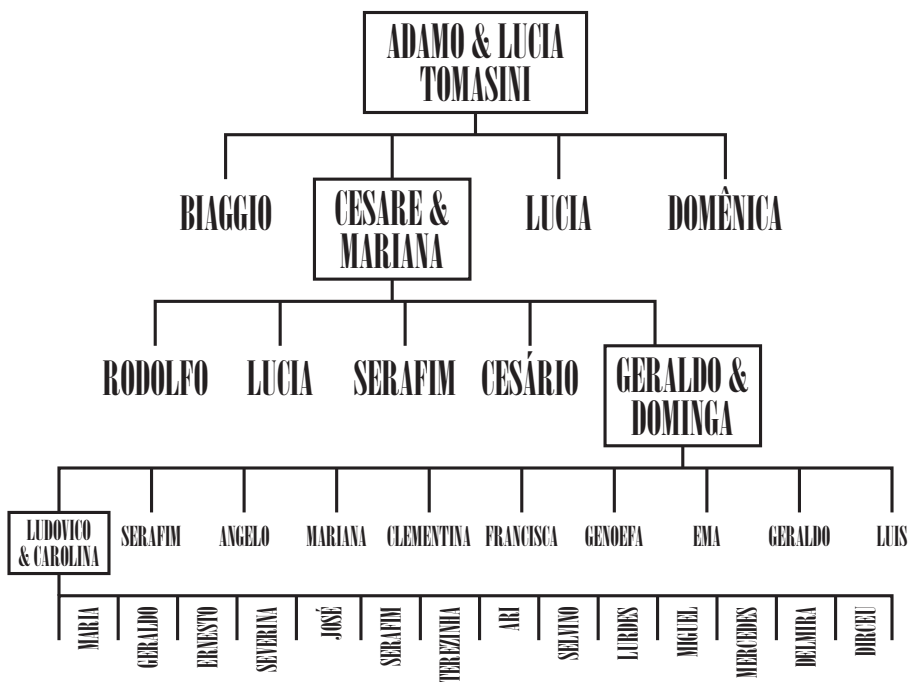 ADAMO & LUCIA
TOMASINI
BIAGGIO
CESARE &
MARIANA
LUCIA
DOMÊNICA
RODOLFO
LUCIA
SERAFIM
CESÁRIO
GERALDO &
DOMINGA
LUDOVICO
& CAROLINA
SERAFIM
ANGELO
MARIANA
CLEMENTINA
FRANCISCA
GENOEFA
EMA
GERALDO
LUIS
MARIA
GERALDO
ERNESTO
SEVERINA
JOSÉ
SERAFIM
TEREZINHA
ARI
SELVINO
LURDES
MIGUEL
MERCEDES
DELMIRA
DIRCEU